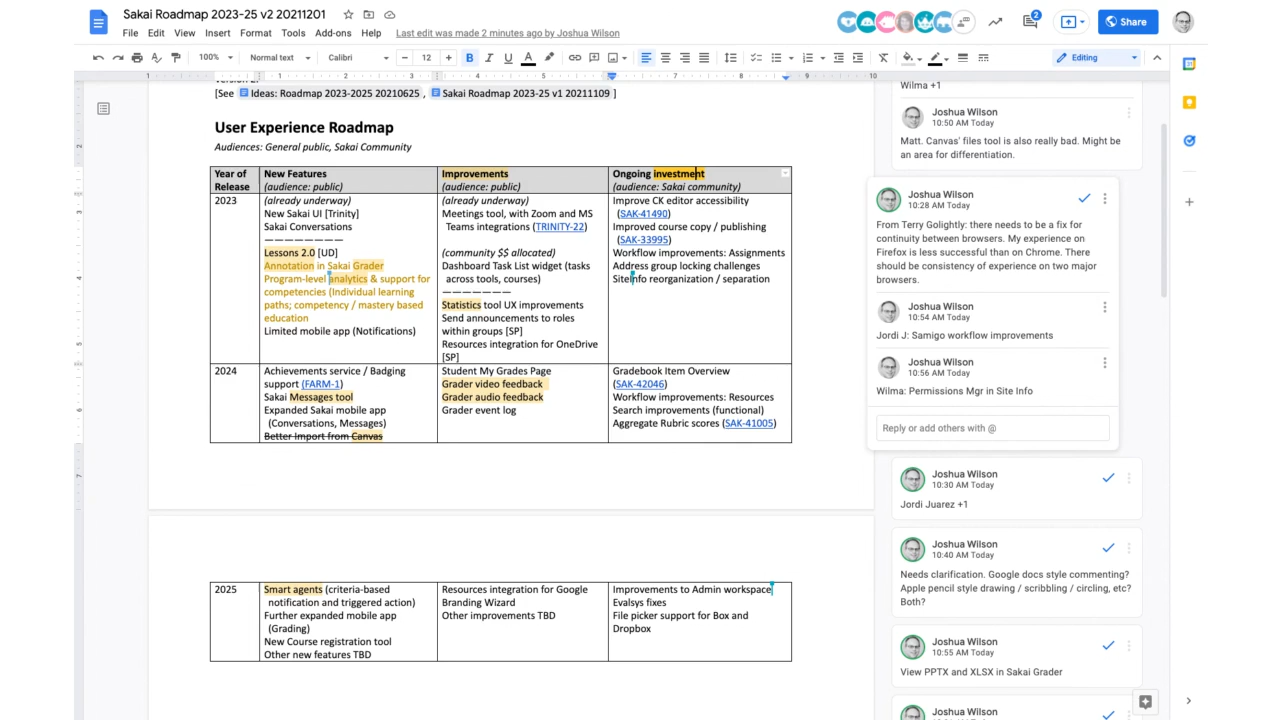 Sakai Roadmap 2023-25 v2 20211201
File Edit View Insert Format Tools Add-ons Help Last edit was made 2 minutes ago by Joshua Wilson
2
Share
100% Normal text Calibri 12 B I U A Editing
1 1 2 3 4 5 6 7 8 9 10
[See Ideas: Roadmap 2023-2025 20210625 , Sakai Roadmap 2023-25 v1 20211109 ]
User Experience Roadmap
Audiences: General public, Sakai Community
Year of Release
New Features
(audience: public)
Improvements
(audience: public)
Ongoing investment
(audience: Sakai community)
2023
(already underway)
New Sakai UI [Trinity]
Sakai Conversations
————————
Lessons 2.0 [UD]
Annotation in Sakai Grader
Program-level analytics & support for
competencies (Individual learning
paths; competency / mastery based
education
Limited mobile app (Notifications)
(already underway)
Meetings tool, with Zoom and MS
Teams integrations (TRINITY-22)
(community $$ allocated)
Dashboard Task List widget (tasks
across tools, courses)
———————
Statistics tool UX improvements
Send announcements to roles
within groups [SP]
Resources integration for OneDrive
[SP]
Improve CK editor accessibility
(SAK-41490)
Improved course copy / publishing
(SAK-33995)
Workflow improvements: Assignments
Address group locking challenges
SiteInfo reorganization / separation
2024
Achievements service / Badging
support (FARM-1)
Sakai Messages tool
Expanded Sakai mobile app
(Conversations, Messages)
Better Import from Canvas
Student My Grades Page
Grader video feedback
Grader audio feedback
Grader event log
Gradebook Item Overview
(SAK-42046)
Workflow improvements: Resources
Search improvements (functional)
Aggregate Rubric scores (SAK-41005)
2025
Smart agents (criteria-based
notification and triggered action)
Further expanded mobile app
(Grading)
New Course registration tool
Other new features TBD
Resources integration for Google
Branding Wizard
Other improvements TBD
Improvements to Admin workspace
Evalsys fixes
File picker support for Box and
Dropbox
Wilma +1
Joshua Wilson
10:50 AM Today
Matt. Canvas' files tool is also really bad. Might be
an area for differentiation.
Joshua Wilson
10:28 AM Today
From Terry Golightly: there needs to be a fix for
continuity between browsers. My experience on
Firefox is less successful than on Chrome. There
should be consistency of experience on two major
browsers.
Joshua Wilson
10:54 AM Today
Jordi J: Samigo workflow improvements
Joshua Wilson
10:56 AM Today
Wilma: Permissions Mgr in Site Info
Reply or add others with @
Joshua Wilson
10:30 AM Today
Jordi Juarez +1
Joshua Wilson
10:40 AM Today
Needs clarification. Google docs style commenting?
Apple pencil style drawing / scribbling / circling, etc?
Both?
Joshua Wilson
10:55 AM Today
View PPTX and XLSX in Sakai Grader
Joshua Wilson